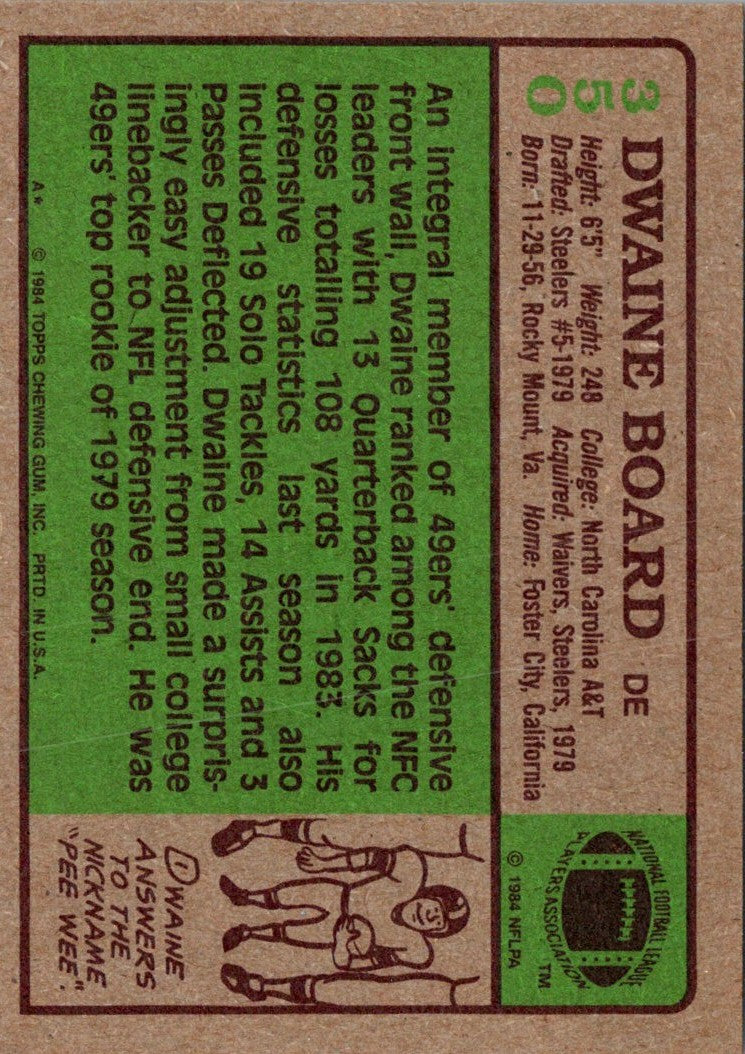 350
DWAINE BOARD DE
Height: 6'5" Weight: 248 College: North Carolina A&T
Drafted: Steelers #5-1979 Acquired: Waivers, Steelers, 1979
Born: 11-29-56, Rocky Mount, Va. Home: Foster City, California
NATIONAL FOOTBALL LEAGUE
PLAYERS ASSOCIATION
TM
© 1984 NFLPA
An integral member of 49ers' defensive
front wall, Dwaine ranked among the NFC
leaders with 13 Quarterback Sacks for
losses totalling 108 yards in 1983. His
defensive statistics last season also
included 19 Solo Tackles, 14 Assists and 3
Passes Deflected. Dwaine made a surpris-
ingly easy adjustment from small college
linebacker to NFL defensive end. He was
49ers' top rookie of 1979 season.
DWAINE
ANSWERS
TO THE
NICKNAME
"PEE WEE".
A* © 1984 TOPPS CHEWING GUM, INC. PRTD. IN U.S.A.